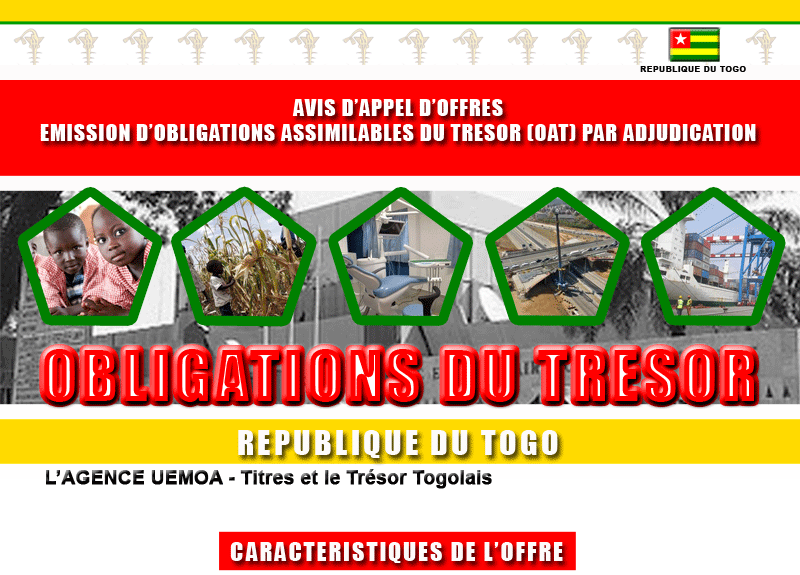 REPUBLIQUE DU TOGO
AVIS D'APPEL D'OFFRES
EMISSION D'OBLIGATIONS ASSIMILABLES DU TRESOR (OAT) PAR ADJUDICATION
OBLIGATIONS DU TRESOR
REPUBLIQUE DU TOGO
L'AGENCE UEMOA - Titres et le Trésor Togolais
CARACTERISTIQUES DE L'OFFRE